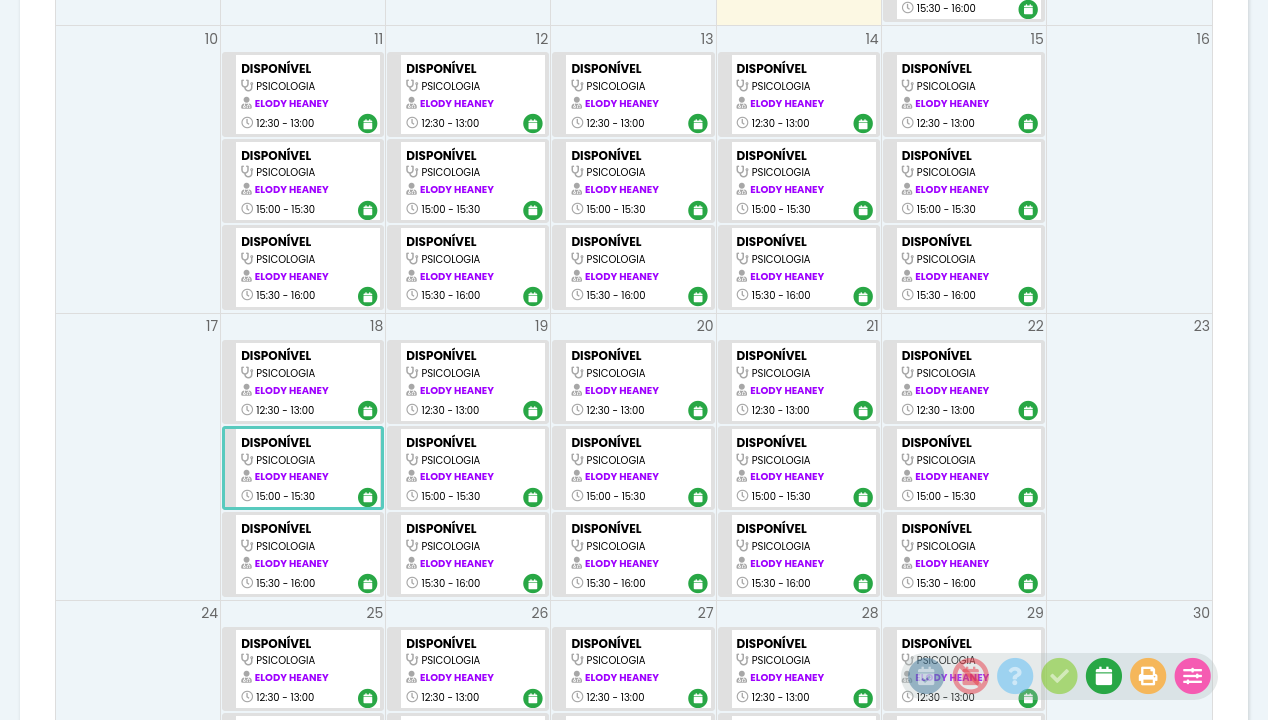 15:30 - 16:00
10
11
12
13
14
15
16
DISPONÍVEL
PSICOLOGIA
ELODY HEANEY
12:30 - 13:00
DISPONÍVEL
PSICOLOGIA
ELODY HEANEY
12:30 - 13:00
DISPONÍVEL
PSICOLOGIA
ELODY HEANEY
12:30 - 13:00
DISPONÍVEL
PSICOLOGIA
ELODY HEANEY
12:30 - 13:00
DISPONÍVEL
PSICOLOGIA
ELODY HEANEY
12:30 - 13:00
DISPONÍVEL
PSICOLOGIA
ELODY HEANEY
15:00 - 15:30
DISPONÍVEL
PSICOLOGIA
ELODY HEANEY
15:00 - 15:30
DISPONÍVEL
PSICOLOGIA
ELODY HEANEY
15:00 - 15:30
DISPONÍVEL
PSICOLOGIA
ELODY HEANEY
15:00 - 15:30
DISPONÍVEL
PSICOLOGIA
ELODY HEANEY
15:00 - 15:30
DISPONÍVEL
PSICOLOGIA
ELODY HEANEY
15:30 - 16:00
DISPONÍVEL
PSICOLOGIA
ELODY HEANEY
15:30 - 16:00
DISPONÍVEL
PSICOLOGIA
ELODY HEANEY
15:30 - 16:00
DISPONÍVEL
PSICOLOGIA
ELODY HEANEY
15:30 - 16:00
DISPONÍVEL
PSICOLOGIA
ELODY HEANEY
15:30 - 16:00
17
18
19
20
21
22
23
DISPONÍVEL
PSICOLOGIA
ELODY HEANEY
12:30 - 13:00
DISPONÍVEL
PSICOLOGIA
ELODY HEANEY
12:30 - 13:00
DISPONÍVEL
PSICOLOGIA
ELODY HEANEY
12:30 - 13:00
DISPONÍVEL
PSICOLOGIA
ELODY HEANEY
12:30 - 13:00
DISPONÍVEL
PSICOLOGIA
ELODY HEANEY
12:30 - 13:00
DISPONÍVEL
PSICOLOGIA
ELODY HEANEY
15:00 - 15:30
DISPONÍVEL
PSICOLOGIA
ELODY HEANEY
15:00 - 15:30
DISPONÍVEL
PSICOLOGIA
ELODY HEANEY
15:00 - 15:30
DISPONÍVEL
PSICOLOGIA
ELODY HEANEY
15:00 - 15:30
DISPONÍVEL
PSICOLOGIA
ELODY HEANEY
15:00 - 15:30
DISPONÍVEL
PSICOLOGIA
ELODY HEANEY
15:30 - 16:00
DISPONÍVEL
PSICOLOGIA
ELODY HEANEY
15:30 - 16:00
DISPONÍVEL
PSICOLOGIA
ELODY HEANEY
15:30 - 16:00
DISPONÍVEL
PSICOLOGIA
ELODY HEANEY
15:30 - 16:00
DISPONÍVEL
PSICOLOGIA
ELODY HEANEY
15:30 - 16:00
24
25
26
27
28
29
30
DISPONÍVEL
PSICOLOGIA
ELODY HEANEY
12:30 - 13:00
DISPONÍVEL
PSICOLOGIA
ELODY HEANEY
12:30 - 13:00
DISPONÍVEL
PSICOLOGIA
ELODY HEANEY
12:30 - 13:00
DISPONÍVEL
PSICOLOGIA
ELODY HEANEY
12:30 - 13:00
DISPONÍVEL
PSICOLOGIA
ELODY HEANEY
12:30 - 13:00